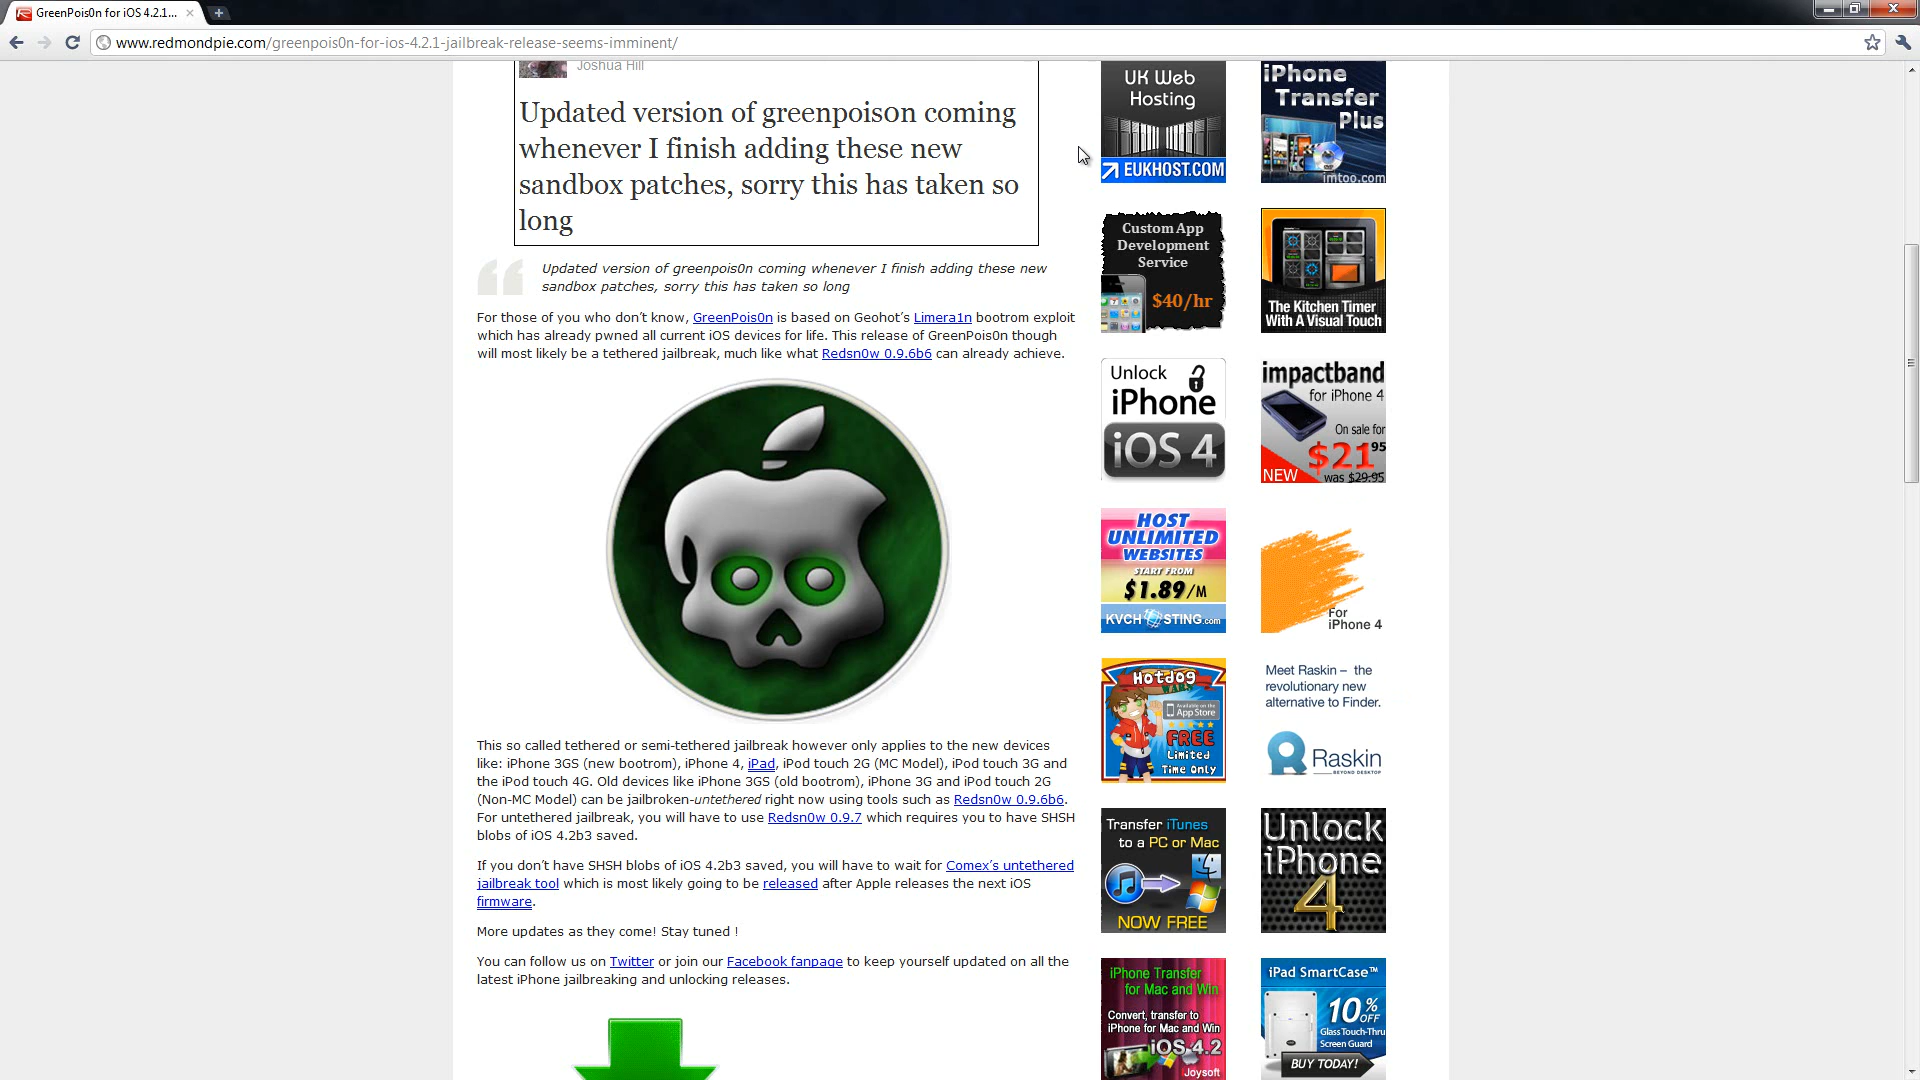 GreenPois0n for iOS 4.2.1...
www.redmondpie.com/greenpois0n-for-ios-4.2.1-jailbreak-release-seems-imminent/
Joshua Hill
Updated version of greenpois0n coming
whenever I finish adding these new
sandbox patches, sorry this has taken so
long
Updated version of greenpois0n coming whenever I finish adding these new
sandbox patches, sorry this has taken so long
For those of you who don't know, GreenPois0n is based on Geohot's Limera1n bootrom exploit
which has already pwned all current iOS devices for life. This release of GreenPois0n though
will most likely be a tethered jailbreak, much like what Redsn0w 0.9.6b6 can already achieve.
This so called tethered or semi-tethered jailbreak however only applies to the new devices
like: iPhone 3GS (new bootrom), iPhone 4, iPad, iPod touch 2G (MC Model), iPod touch 3G and
the iPod touch 4G. Old devices like iPhone 3GS (old bootrom), iPhone 3G and iPod touch 2G
(Non-MC Model) can be jailbroken-untethered right now using tools such as Redsn0w 0.9.6b6.
For untethered jailbreak, you will have to use Redsn0w 0.9.7 which requires you to have SHSH
blobs of iOS 4.2b3 saved.
If you don't have SHSH blobs of iOS 4.2b3 saved, you will have to wait for Comex's untethered
jailbreak tool which is most likely going to be released after Apple releases the next iOS
firmware.
More updates as they come! Stay tuned !
You can follow us on Twitter or join our Facebook fanpage to keep yourself updated on all the
latest iPhone jailbreaking and unlocking releases.
UK Web
Hosting
EUKHOST.COM
iPhone
Transfer
Plus
imtoo.com
Custom App
Development
Service
$40/hr
The Kitchen Timer
With A Visual Touch
Unlock
iPhone
iOS 4
impactband
for iPhone 4
On sale for
$21 95
NEW was $29.95
HOST
UNLIMITED
WEBSITES
START FROM
$1.89/M
KVCHOSTING.com
For
iPhone 4
Hotdog
WARS
Available on the
App Store
FREE
Limited
Time Only
Meet Raskin – the
revolutionary new
alternative to Finder.
Raskin
BEYOND DESKTOP
Transfer iTunes
to a PC or Mac
NOW FREE
Unlock
iPhone
4
iPhone Transfer
for Mac and Win
Convert, transfer to
iPhone for Mac and Win
iOS 4.2
Joysoft
iPad SmartCase™
10%
OFF
Glass Touch-Thru
Screen Guard
BUY TODAY!